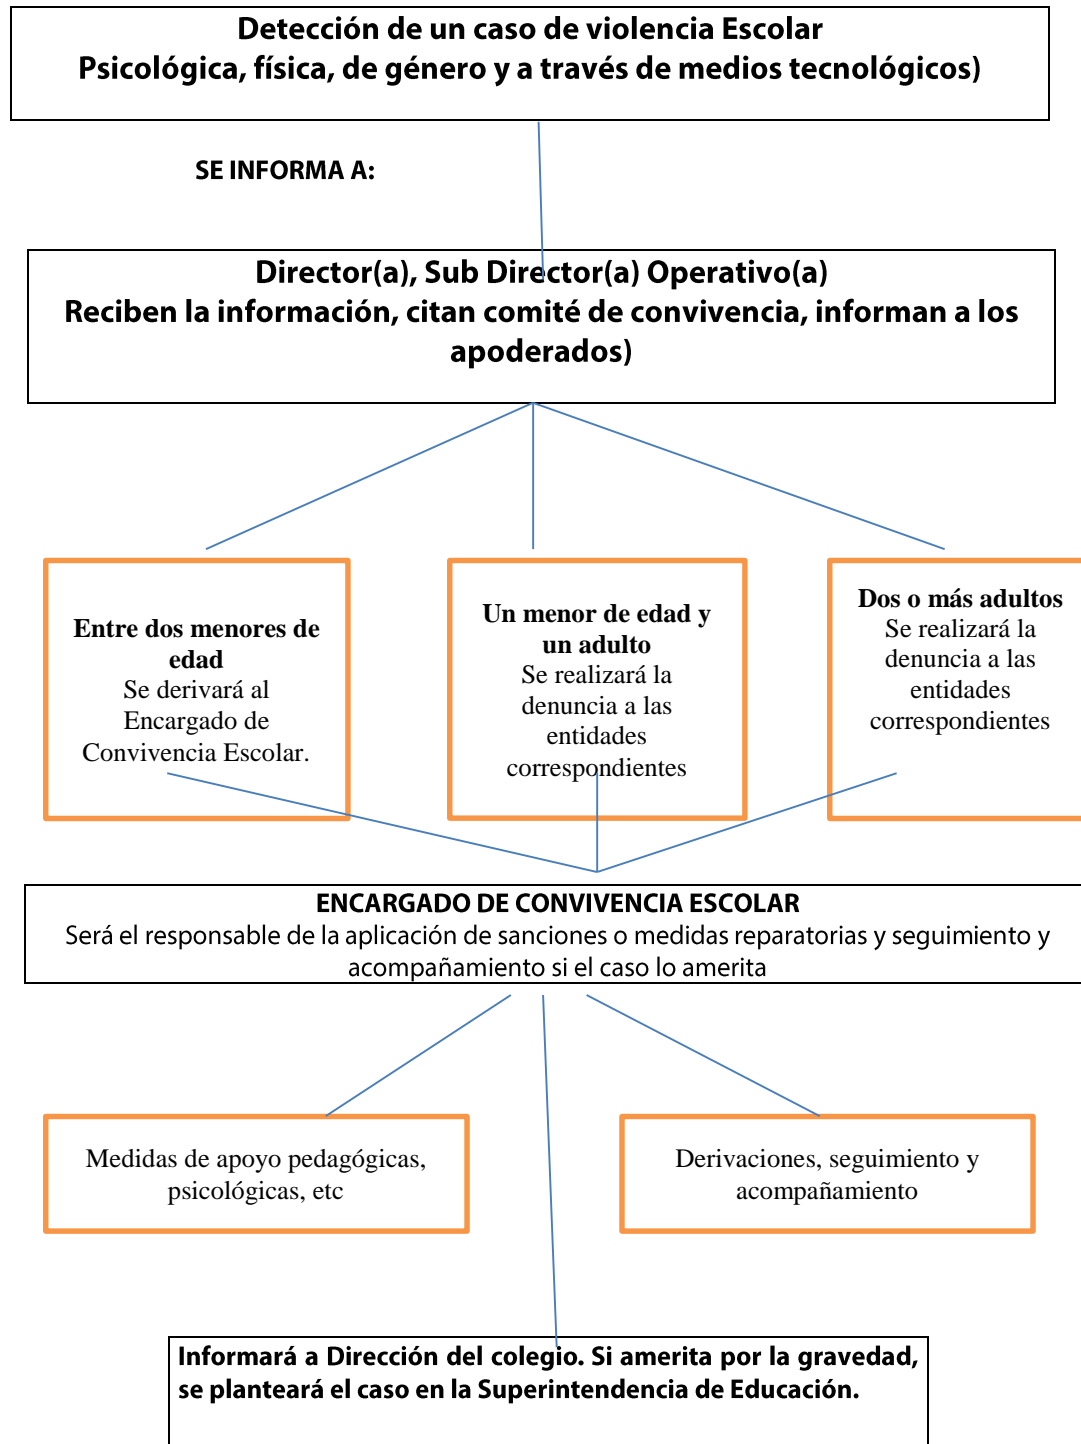 Detección de un caso de violencia Escolar
Psicológica, física, de género y a través de medios tecnológicos)
SE INFORMA A:
Director(a), Sub Director(a) Operativo(a)
Reciben la información, citan comité de convivencia, informan a los
apoderados)
Entre dos menores de
edad
Se derivará al
Encargado de
Convivencia Escolar.
Un menor de edad y
un adulto
Se realizará la
denuncia a las
entidades
correspondientes
Dos o más adultos
Se realizará la
denuncia a las
entidades
correspondientes
ENCARGADO DE CONVIVENCIA ESCOLAR
Será el responsable de la aplicación de sanciones o medidas reparatorias y seguimiento y
acompañamiento si el caso lo amerita
Medidas de apoyo pedagógicas,
psicológicas, etc
Derivaciones, seguimiento y
acompañamiento
Informará a Dirección del colegio. Si amerita por la gravedad,
se planteará el caso en la Superintendencia de Educación.